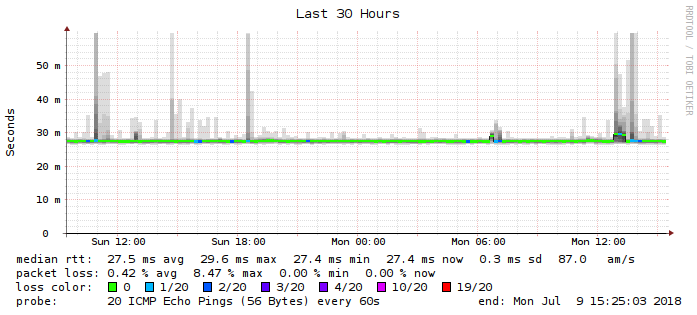 Last 30 Hours
RRDTOOL / TOBI OETIKER
Seconds
50 m
40 m
30 m
20 m
10 m
0
Sun 12:00 Sun 18:00 Mon 00:00 Mon 06:00 Mon 12:00
median rtt: 27.5 ms avg 29.6 ms max 27.4 ms min 27.4 ms now 0.3 ms sd 87.0 am/s
packet loss: 0.42 % avg 8.47 % max 0.00 % min 0.00 % now
loss color: 0 1/20 2/20 3/20 4/20 10/20 19/20
probe: 20 ICMP Echo Pings (56 Bytes) every 60s end: Mon Jul 9 15:25:03 2018